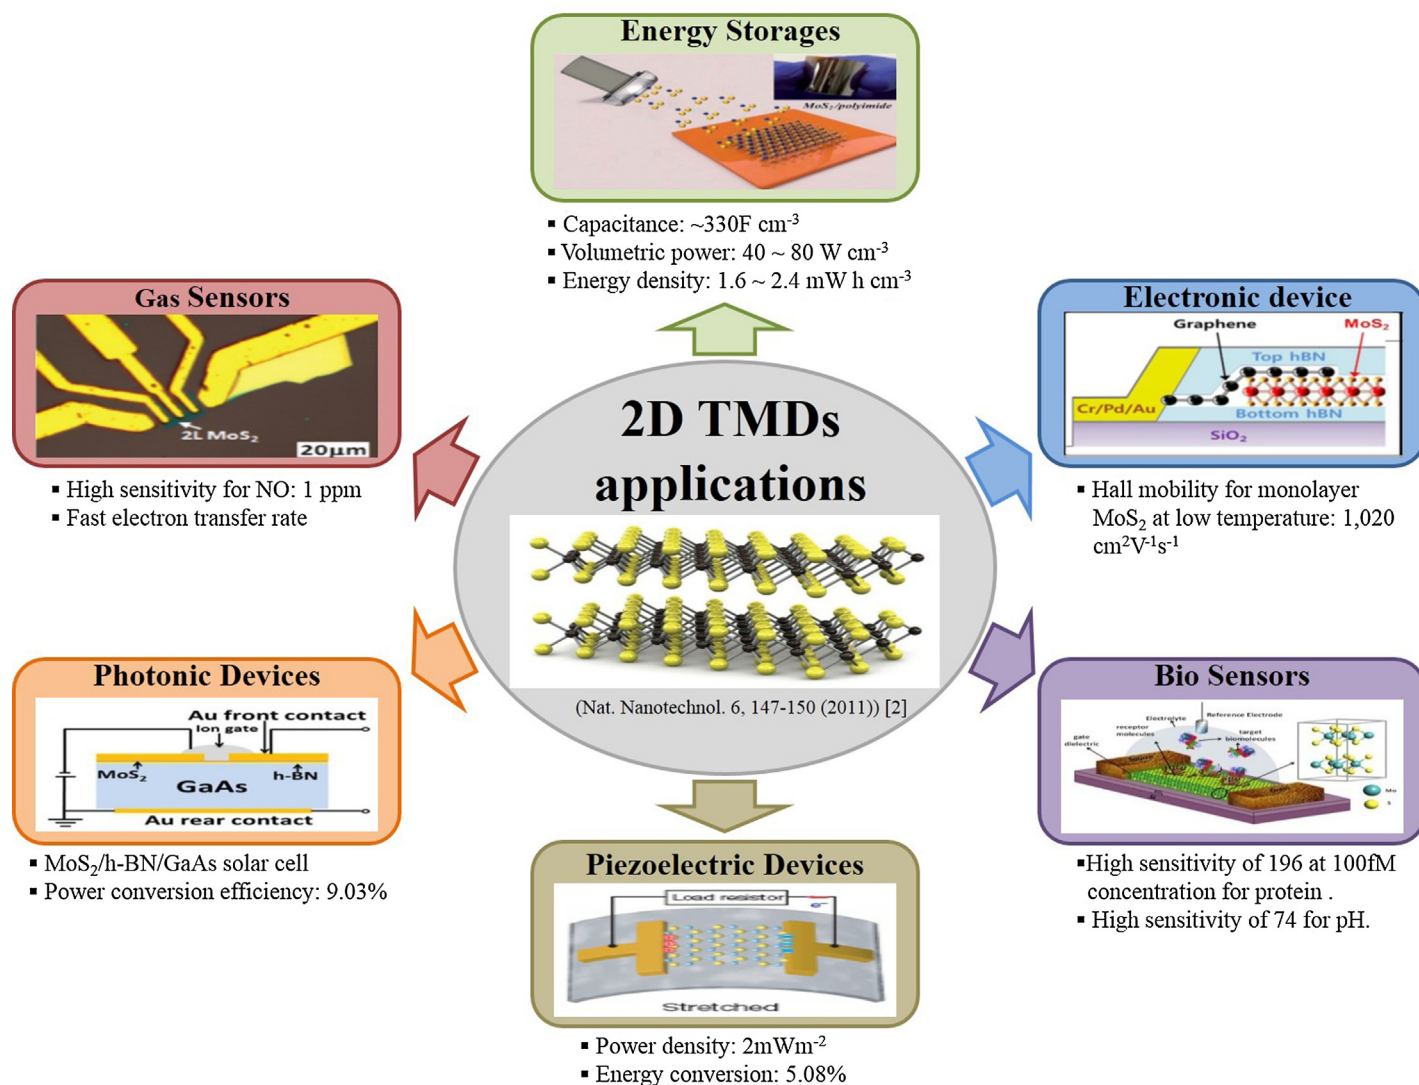 Energy Storages
MoS₂/polyimide
▪ Capacitance: ~330F cm⁻³
▪ Volumetric power: 40 ~ 80 W cm⁻³
▪ Energy density: 1.6 ~ 2.4 mW h cm⁻³
Gas Sensors
2L MoS₂
20μm
▪ High sensitivity for NO: 1 ppm
▪ Fast electron transfer rate
Electronic device
Graphene
MoS₂
Top hBN
Cr/Pd/Au
Bottom hBN
SiO₂
▪ Hall mobility for monolayer
MoS₂ at low temperature: 1,020
cm²V⁻¹s⁻¹
2D TMDs
applications
(Nat. Nanotechnol. 6, 147-150 (2011)) [2]
Photonic Devices
Au front contact
Ion gate
MoS₂
h-BN
GaAs
Au rear contact
▪ MoS₂/h-BN/GaAs solar cell
▪ Power conversion efficiency: 9.03%
Bio Sensors
Electrolyte
Reference Electrode
receptor
molecules
target
biomolecules
gate
dielectric
Source
Drain
Mo
S
▪High sensitivity of 196 at 100fM
concentration for protein .
▪ High sensitivity of 74 for pH.
Piezoelectric Devices
Load resistor
e⁻
Stretched
▪ Power density: 2mWm⁻²
▪ Energy conversion: 5.08%